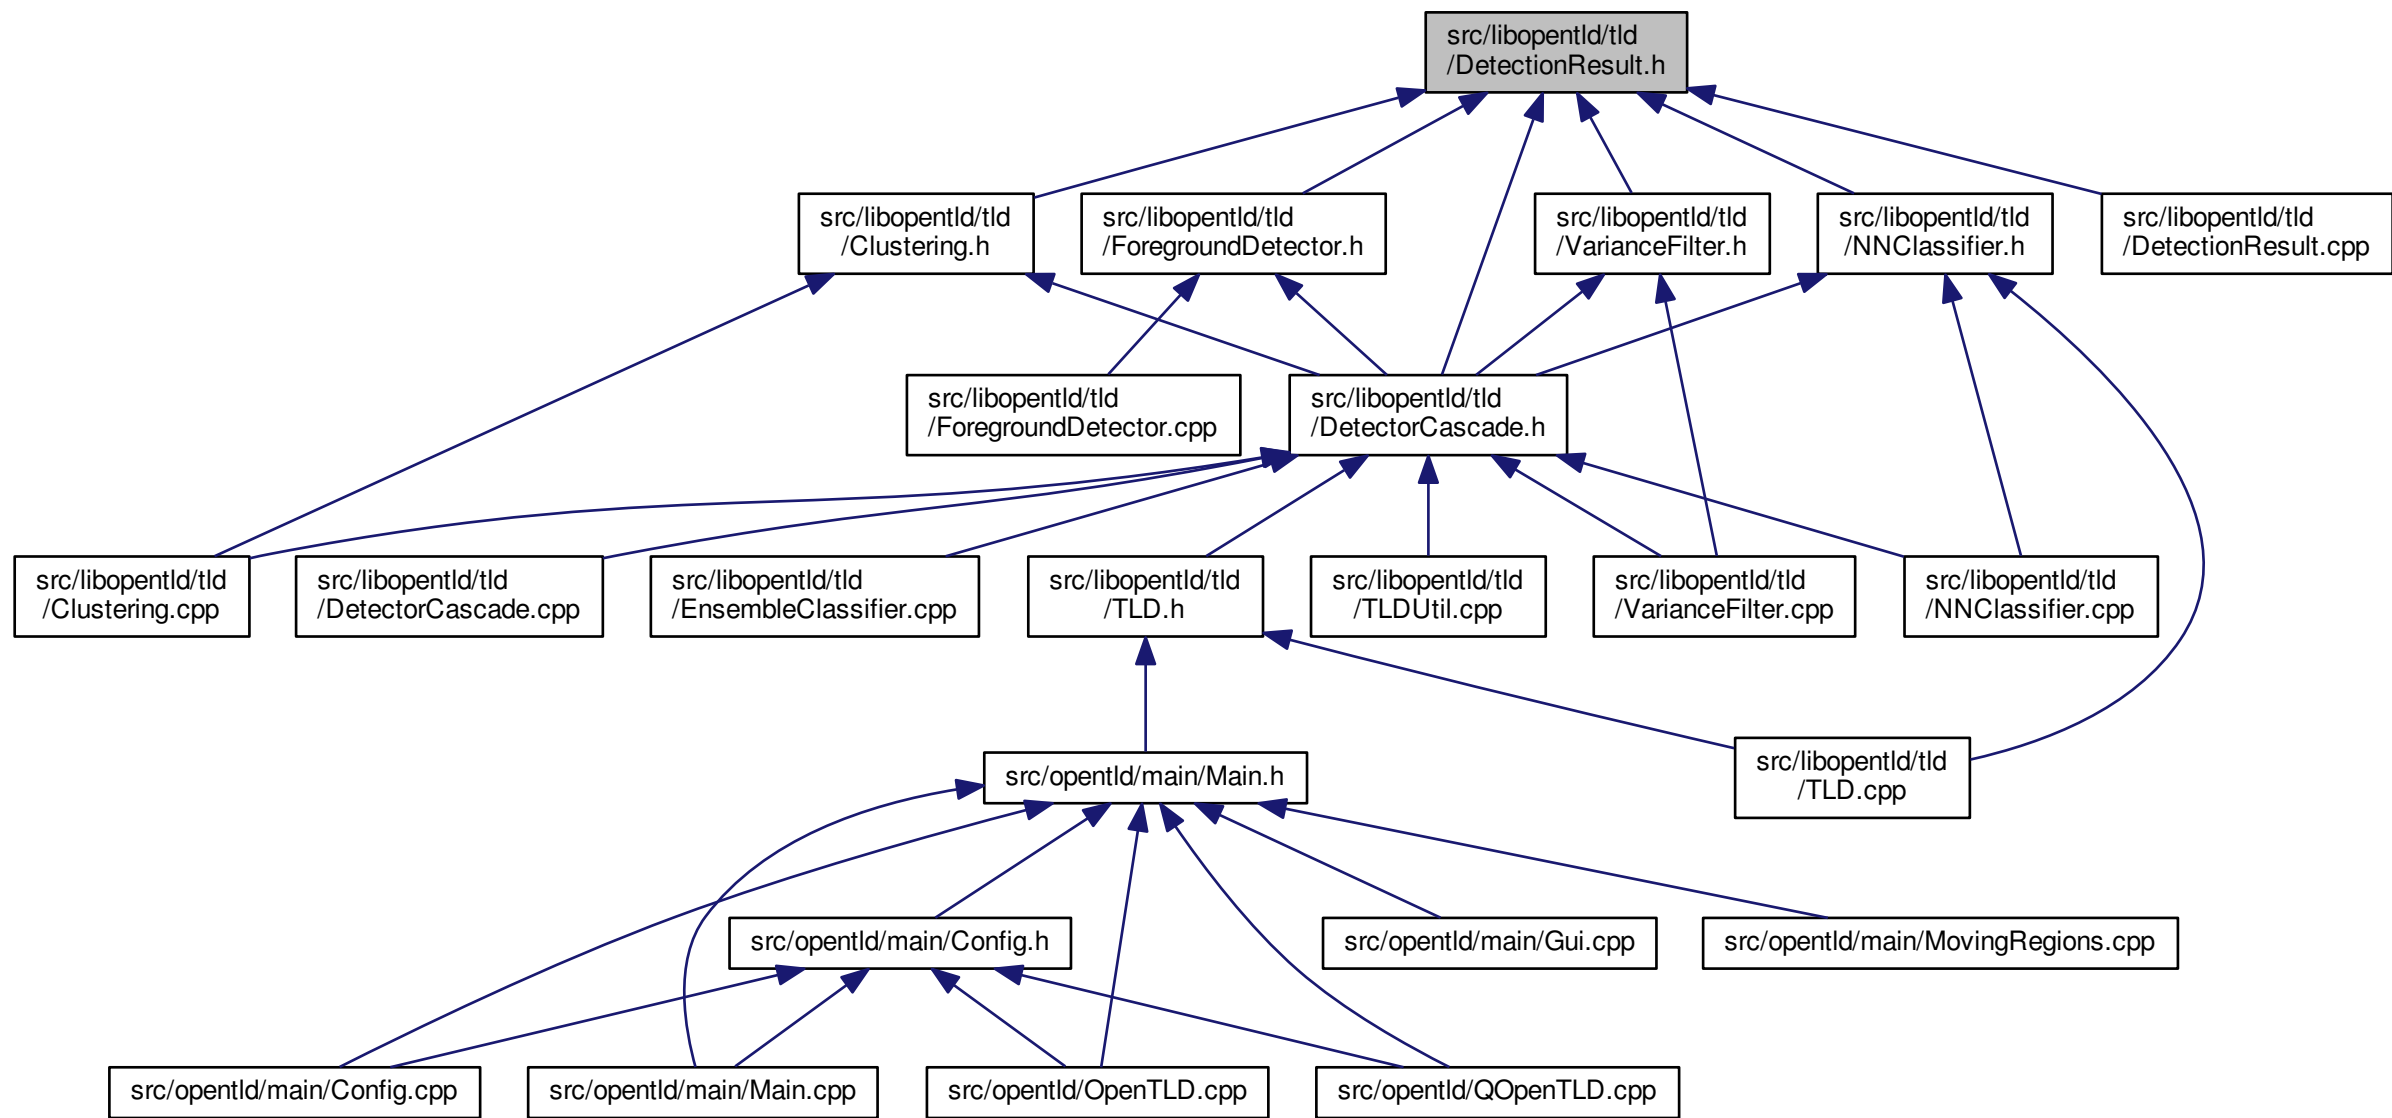 src/libopentld/tld
/DetectionResult.h
src/libopentld/tld
/Clustering.h
src/libopentld/tld
/ForegroundDetector.h
src/libopentld/tld
/VarianceFilter.h
src/libopentld/tld
/NNClassifier.h
src/libopentld/tld
/DetectionResult.cpp
src/libopentld/tld
/ForegroundDetector.cpp
src/libopentld/tld
/DetectorCascade.h
src/libopentld/tld
/Clustering.cpp
src/libopentld/tld
/DetectorCascade.cpp
src/libopentld/tld
/EnsembleClassifier.cpp
src/libopentld/tld
/TLD.h
src/libopentld/tld
/TLDUtil.cpp
src/libopentld/tld
/VarianceFilter.cpp
src/libopentld/tld
/NNClassifier.cpp
src/opentld/main/Main.h
src/libopentld/tld
/TLD.cpp
src/opentld/main/Config.h
src/opentld/main/Gui.cpp
src/opentld/main/MovingRegions.cpp
src/opentld/main/Config.cpp
src/opentld/main/Main.cpp
src/opentld/OpenTLD.cpp
src/opentld/QOpenTLD.cpp